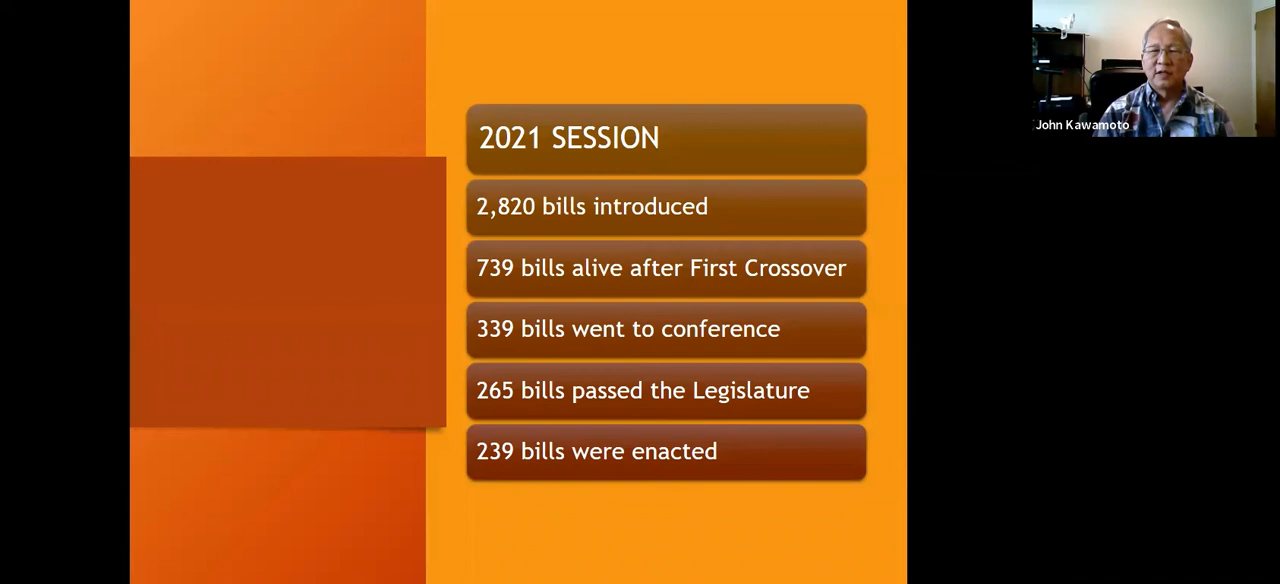 2021 SESSION
2,820 bills introduced
739 bills alive after First Crossover
339 bills went to conference
265 bills passed the Legislature
239 bills were enacted
John Kawamoto